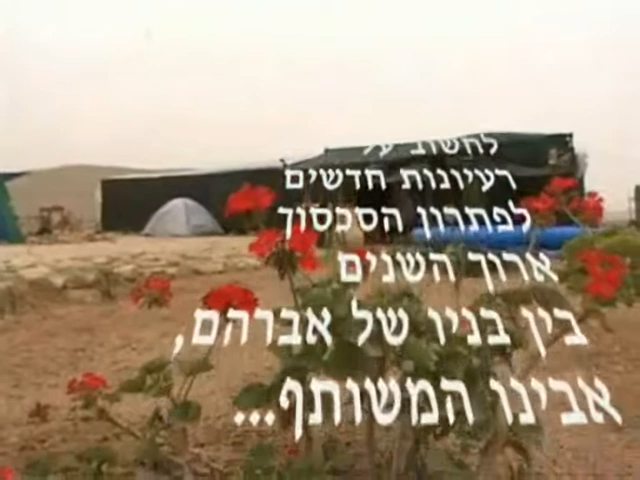 לחשוב על
רעיונות חדשים
לפתרון הסכסוך
ארוך השנים
בין בניו של אברהם,
אבינו המשותף...